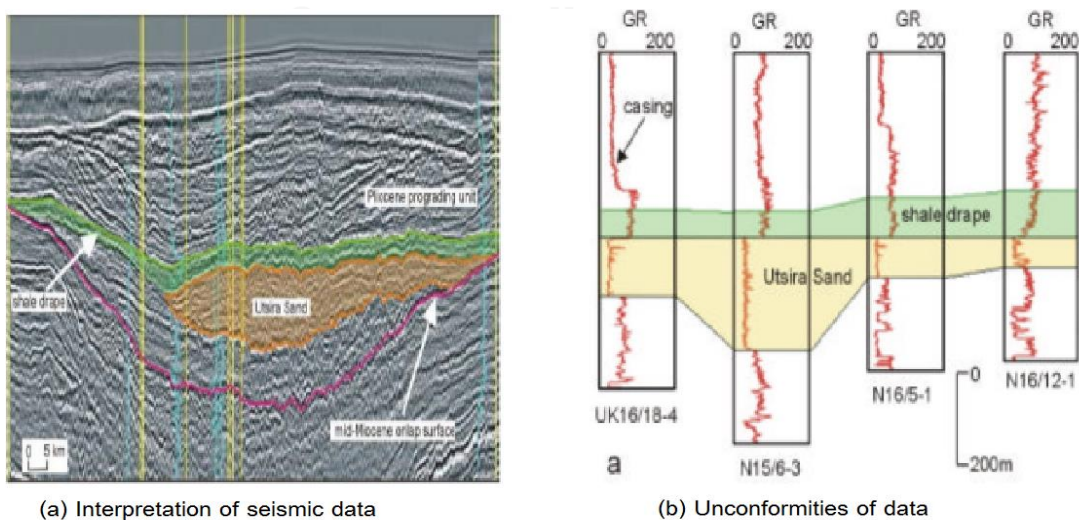 Pliocene prograding unit
shale drape
Utsira Sand
mid-Miocene onlap surface
0 5 km
(a) Interpretation of seismic data
b
GR GR GR GR
0 200 0 200 0 200 0 200
casing
shale drape
Utsira Sand
UK16/18-4
N15/6-3
N16/5-1
N16/12-1
0
200m
a
(b) Unconformities of data